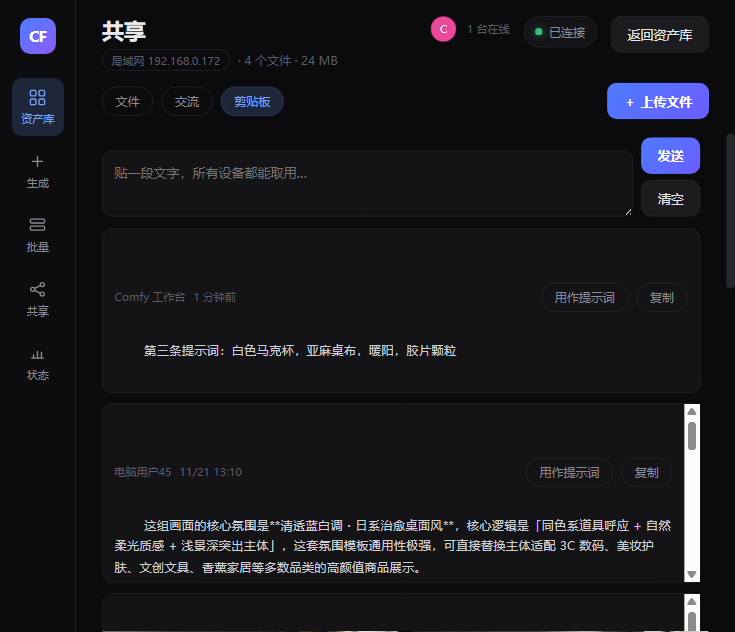 CF
资产库
生成
批量
共享
状态
共享
C
1 台在线
已连接
返回资产库
局域网 192.168.0.172 · 4 个文件 · 24 MB
文件
交流
剪贴板
+ 上传文件
贴一段文字，所有设备都能取用...
发送
清空
Comfy 工作台 1 分钟前
用作提示词
复制
第三条提示词：白色马克杯，亚麻桌布，暖阳，胶片颗粒
电脑用户45 11/21 13:10
用作提示词
复制
这组画面的核心氛围是**清透蓝白调 · 日系治愈桌面风**，核心逻辑是「同色系道具呼应 + 自然
柔光质感 + 浅景深突出主体」，这套氛围模板通用性极强，可直接替换主体适配 3C 数码、美妆护
肤、文创文具、香薰家居等多数品类的高颜值商品展示。